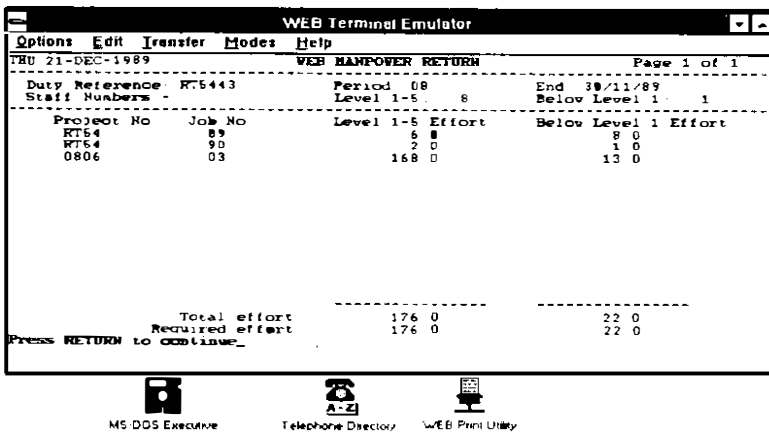 WEB Terminal Emulator
Options Edit Transfer Modes Help
THU 21-DEC-1989 WEB MANPOWER RETURN Page 1 of 1
Duty Reference RT5443 Period 08 End 30/11/89
Staff Numbers - Level 1-5 8 Below Level 1 1
Project No Job No Level 1-5 Effort Below Level 1 Effort
RT54 89 6 0 8 0
RT54 90 2 0 1 0
0806 03 168 0 13 0
Total effort 176 0 22 0
Required effort 176 0 22 0
Press RETURN to continue_
A-Z
MS-DOS Executive Telephone Directory WEB Print Utility